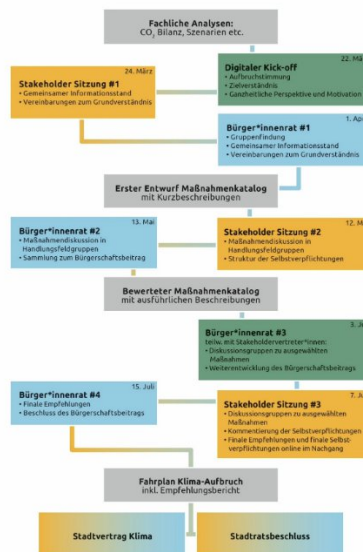 Fachliche Analysen:
CO₂ Bilanz, Szenarien etc.
22.
Digitaler Kick-off
• Aufbruchstimmung
• Zielverständnis
• Ganzheitliche Perspektive und Motivation
24. März
Stakeholder Sitzung #1
• Gemeinsamer Informationsstand
• Vereinbarungen zum Grundverständnis
1.
Bürger*innenrat #1
• Gruppenfindung
• Gemeinsamer Informationsstand
• Vereinbarungen zum Grundverständnis
Erster Entwurf Maßnahmenkatalog
mit Kurzbeschreibungen
13. Mai
Bürger*innenrat #2
• Maßnahmendiskussion in
Handlungsfeldgruppen
• Sammlung zum Bürgerschaftsbeitrag
12.
Stakeholder Sitzung #2
• Maßnahmendiskussion in
Handlungsfeldgruppen
• Struktur der Selbstverpflichtungen
Bewerteter Maßnahmenkatalog
mit ausführlichen Beschreibungen
3.
Bürger*innenrat #3
teilw. mit Stakeholdervertreter*innen:
• Diskussionsgruppen zu ausgewählten
Maßnahmen
• Weiterentwicklung des Bürgerschaftsbeitrags
15. Juli
Bürger*innenrat #4
• Finale Empfehlungen
• Beschluss des Bürgerschaftsbeitrags
7.
Stakeholder Sitzung #3
• Diskussionsgruppen zu ausgewählten
Maßnahmen
• Kommentierung der Selbstverpflichtungen
• Finale Empfehlungen und finale Selbst-
verpflichtungen online im Nachgang
Fahrplan Klima-Aufbruch
inkl. Empfehlungsbericht
Stadtvertrag Klima
Stadtratsbeschluss